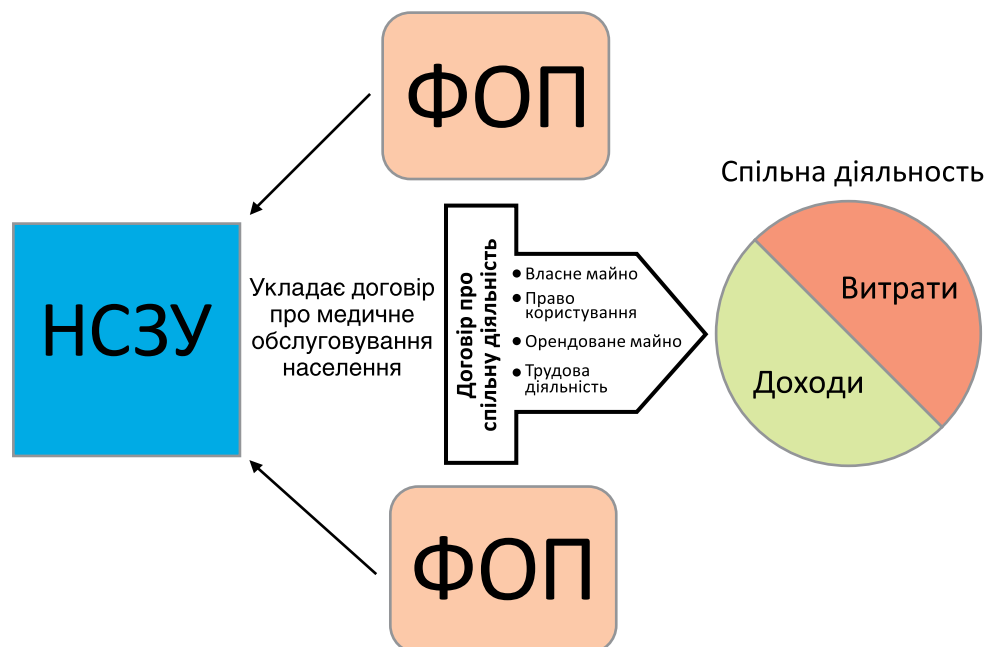 ФОП
Спільна діяльность
НСЗУ
Укладає договір
про медичне
обслуговування
населення
Договір про
спільну діяльність
• Власне майно
• Право
користування
• Орендоване майно
• Трудова
діяльність
Витрати
Доходи
ФОП